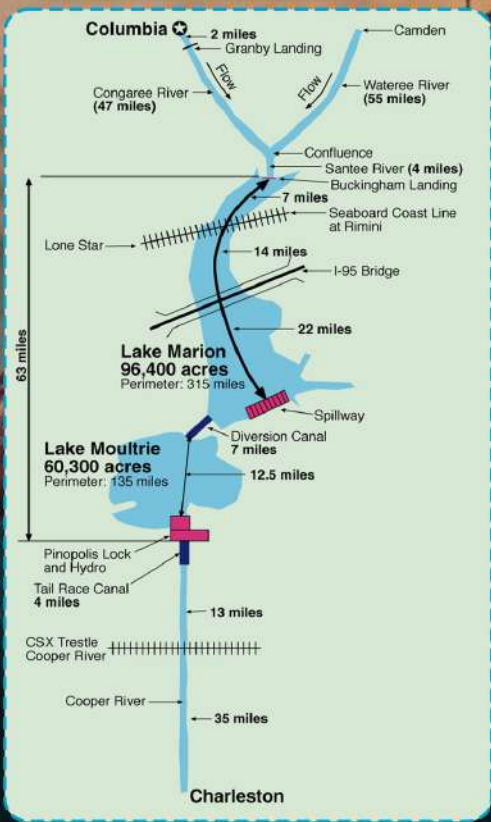 Columbia
2 miles
Granby Landing
Camden
Congaree River
(47 miles)
Flow
Flow
Wateree River
(55 miles)
Confluence
Santee River (4 miles)
Buckingham Landing
7 miles
Seaboard Coast Line
at Rimini
Lone Star
14 miles
I-95 Bridge
63 miles
22 miles
Lake Marion
96,400 acres
Perimeter: 315 miles
Spillway
Diversion Canal
7 miles
Lake Moultrie
60,300 acres
Perimeter: 135 miles
12.5 miles
Pinopolis Lock
and Hydro
Tail Race Canal
4 miles
13 miles
CSX Trestle
Cooper River
Cooper River
35 miles
Charleston